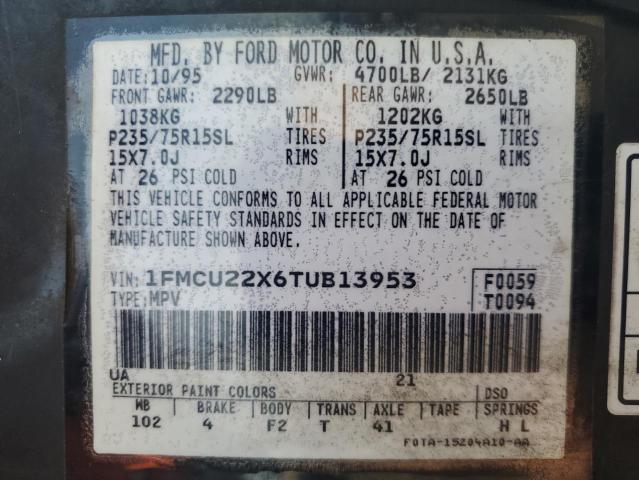 MFD. BY FORD MOTOR CO. IN U.S.A.
DATE: 10/95 GVWR: 4700LB/ 2131KG
FRONT GAWR: 2290LB REAR GAWR: 2650LB
1038KG WITH 1202KG WITH
P235/75R15SL TIRES P235/75R15SL TIRES
15X7.0J RIMS 15X7.0J RIMS
AT 26 PSI COLD AT 26 PSI COLD
THIS VEHICLE CONFORMS TO ALL APPLICABLE FEDERAL MOTOR
VEHICLE SAFETY STANDARDS IN EFFECT ON THE DATE OF
MANUFACTURE SHOWN ABOVE.
VIN: 1FMCU22X6TUB13953 F0059
TYPE: MPV T0094
UA 21
EXTERIOR PAINT COLORS DSO
WB BRAKE BODY TRANS AXLE TAPE SPRINGS
102 4 F2 T 41 H L
F0TA-15204A10-AA